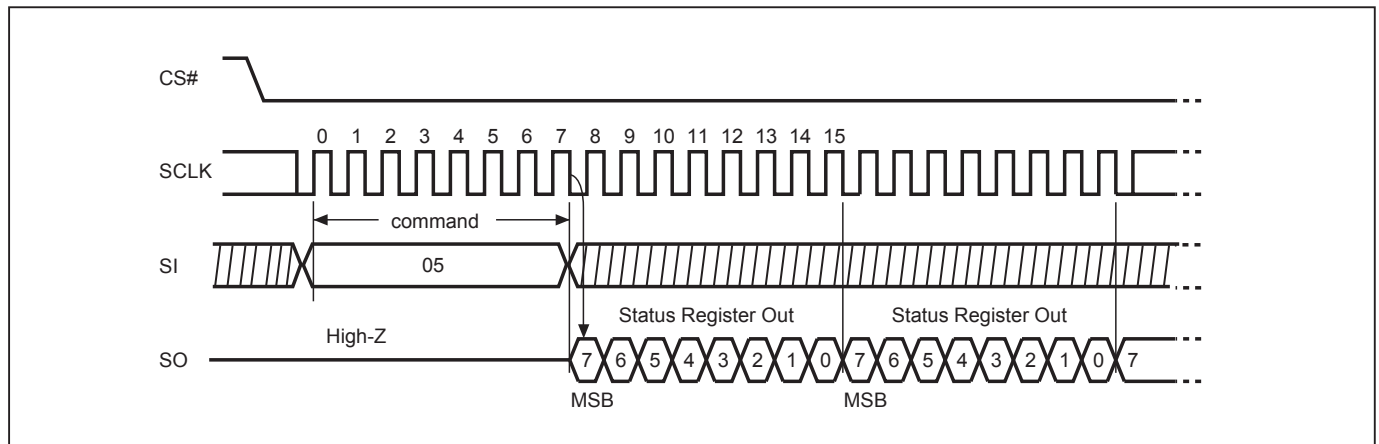 CS#
0 1 2 3 4 5 6 7 8 9 10 11 12 13 14 15
SCLK
command
SI
05
Status Register Out Status Register Out
High-Z
SO
7 6 5 4 3 2 1 0 7 6 5 4 3 2 1 0 7
MSB MSB